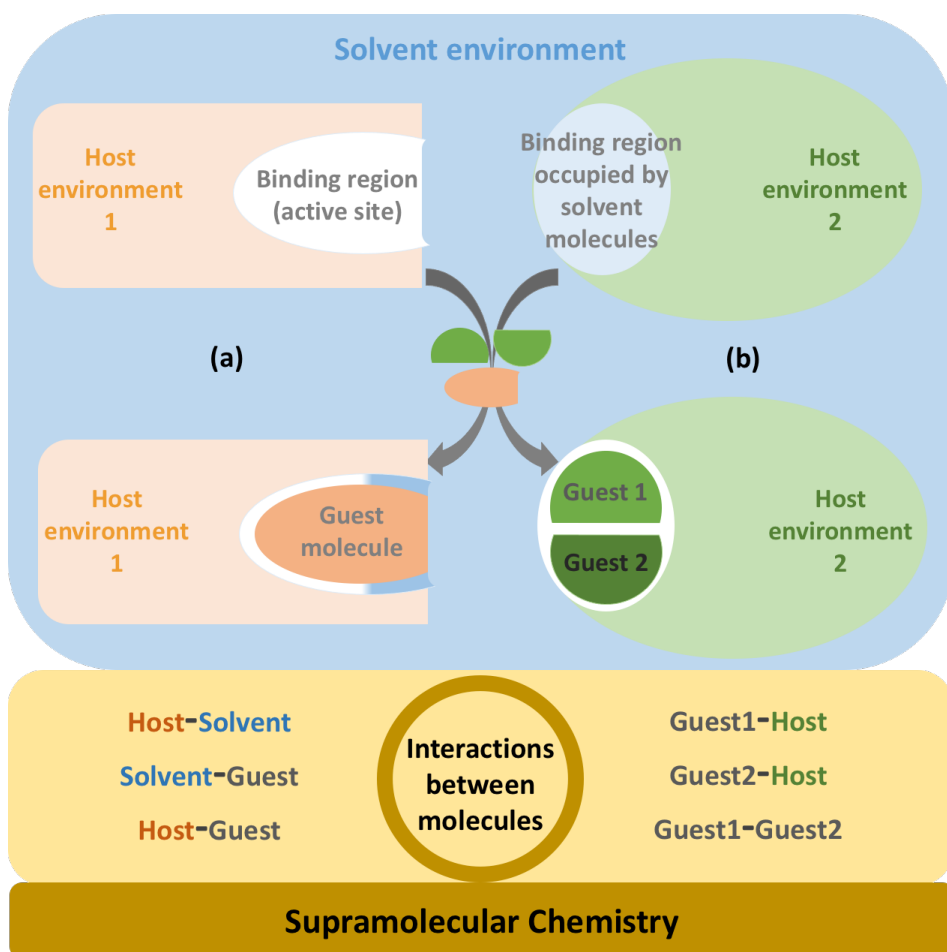 Solvent environment
Host
environment
1
Binding region
(active site)
Binding region
occupied by
solvent
molecules
Host
environment
2
(a)
(b)
Host
environment
1
Guest
molecule
Guest 1
Guest 2
Host
environment
2
Host-Solvent
Solvent-Guest
Host-Guest
Interactions
between
molecules
Guest1-Host
Guest2-Host
Guest1-Guest2
Supramolecular Chemistry